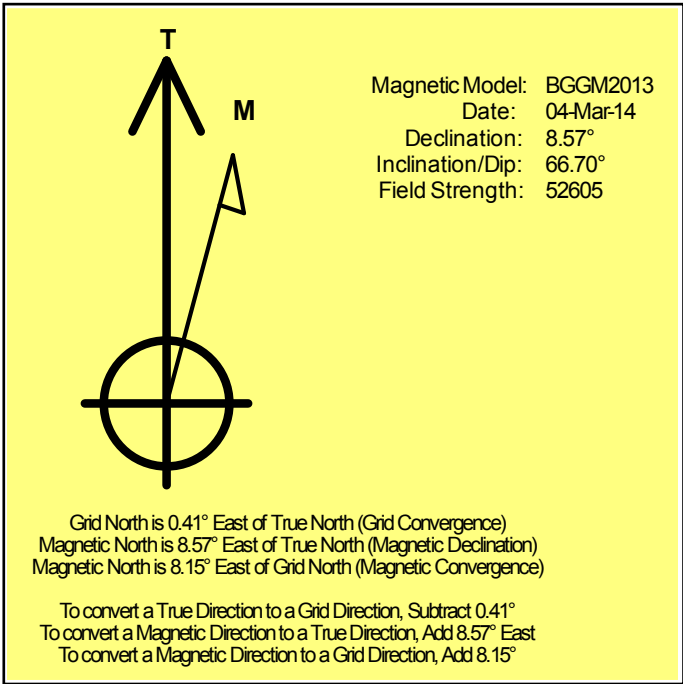 T
M
Magnetic Model: BGGM2013
Date: 04-Mar-14
Declination: 8.57°
Inclination/Dip: 66.70°
Field Strength: 52605
Grid North is 0.41° East of True North (Grid Convergence)
Magnetic North is 8.57° East of True North (Magnetic Declination)
Magnetic North is 8.15° East of Grid North (Magnetic Convergence)
To convert a True Direction to a Grid Direction, Subtract 0.41°
To convert a Magnetic Direction to a True Direction, Add 8.57° East
To convert a Magnetic Direction to a Grid Direction, Add 8.15°